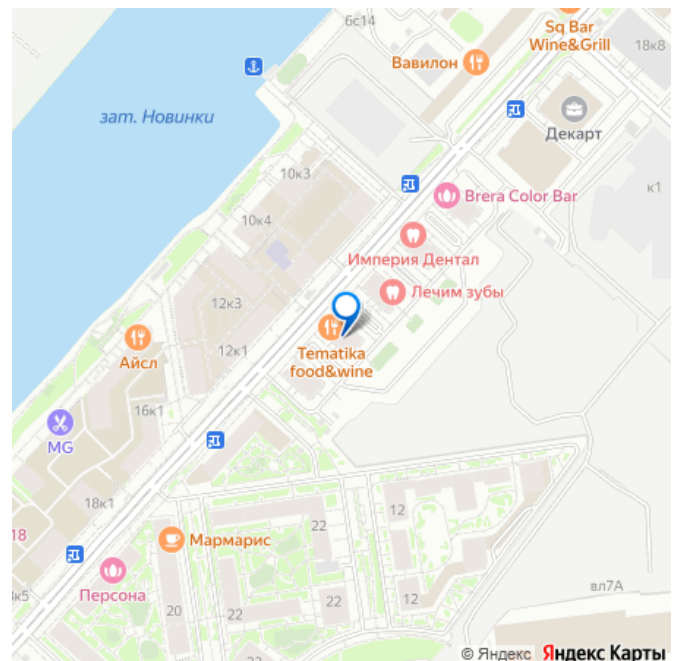 6с14
Sq Bar
Wine&Grill
18к8
Вавилон
зат. Новинки
Декарт
10к3
к1
Brera Color Bar
10к4
Империя Дентал
Лечим зубы
12к3
Tematika
food&wine
12к1
Айсл
16к1
MG
18к1
22
12
18
Мармарис
Персона
вл7А
к5
20
22
22
12
22
© Яндекс Яндекс Карты